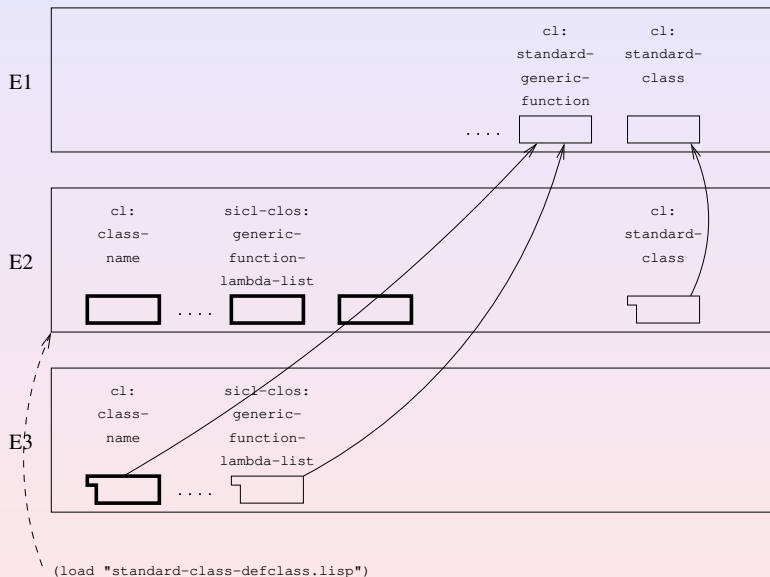 cl:
standard-
generic-
function
cl:
standard-
class
E1
....
cl:
class-
name
sicl-clos:
generic-
function-
lambda-list
cl:
standard-
class
E2
....
cl:
class-
name
sicl-clos:
generic-
function-
lambda-list
E3
....
(load "standard-class-defclass.lisp")